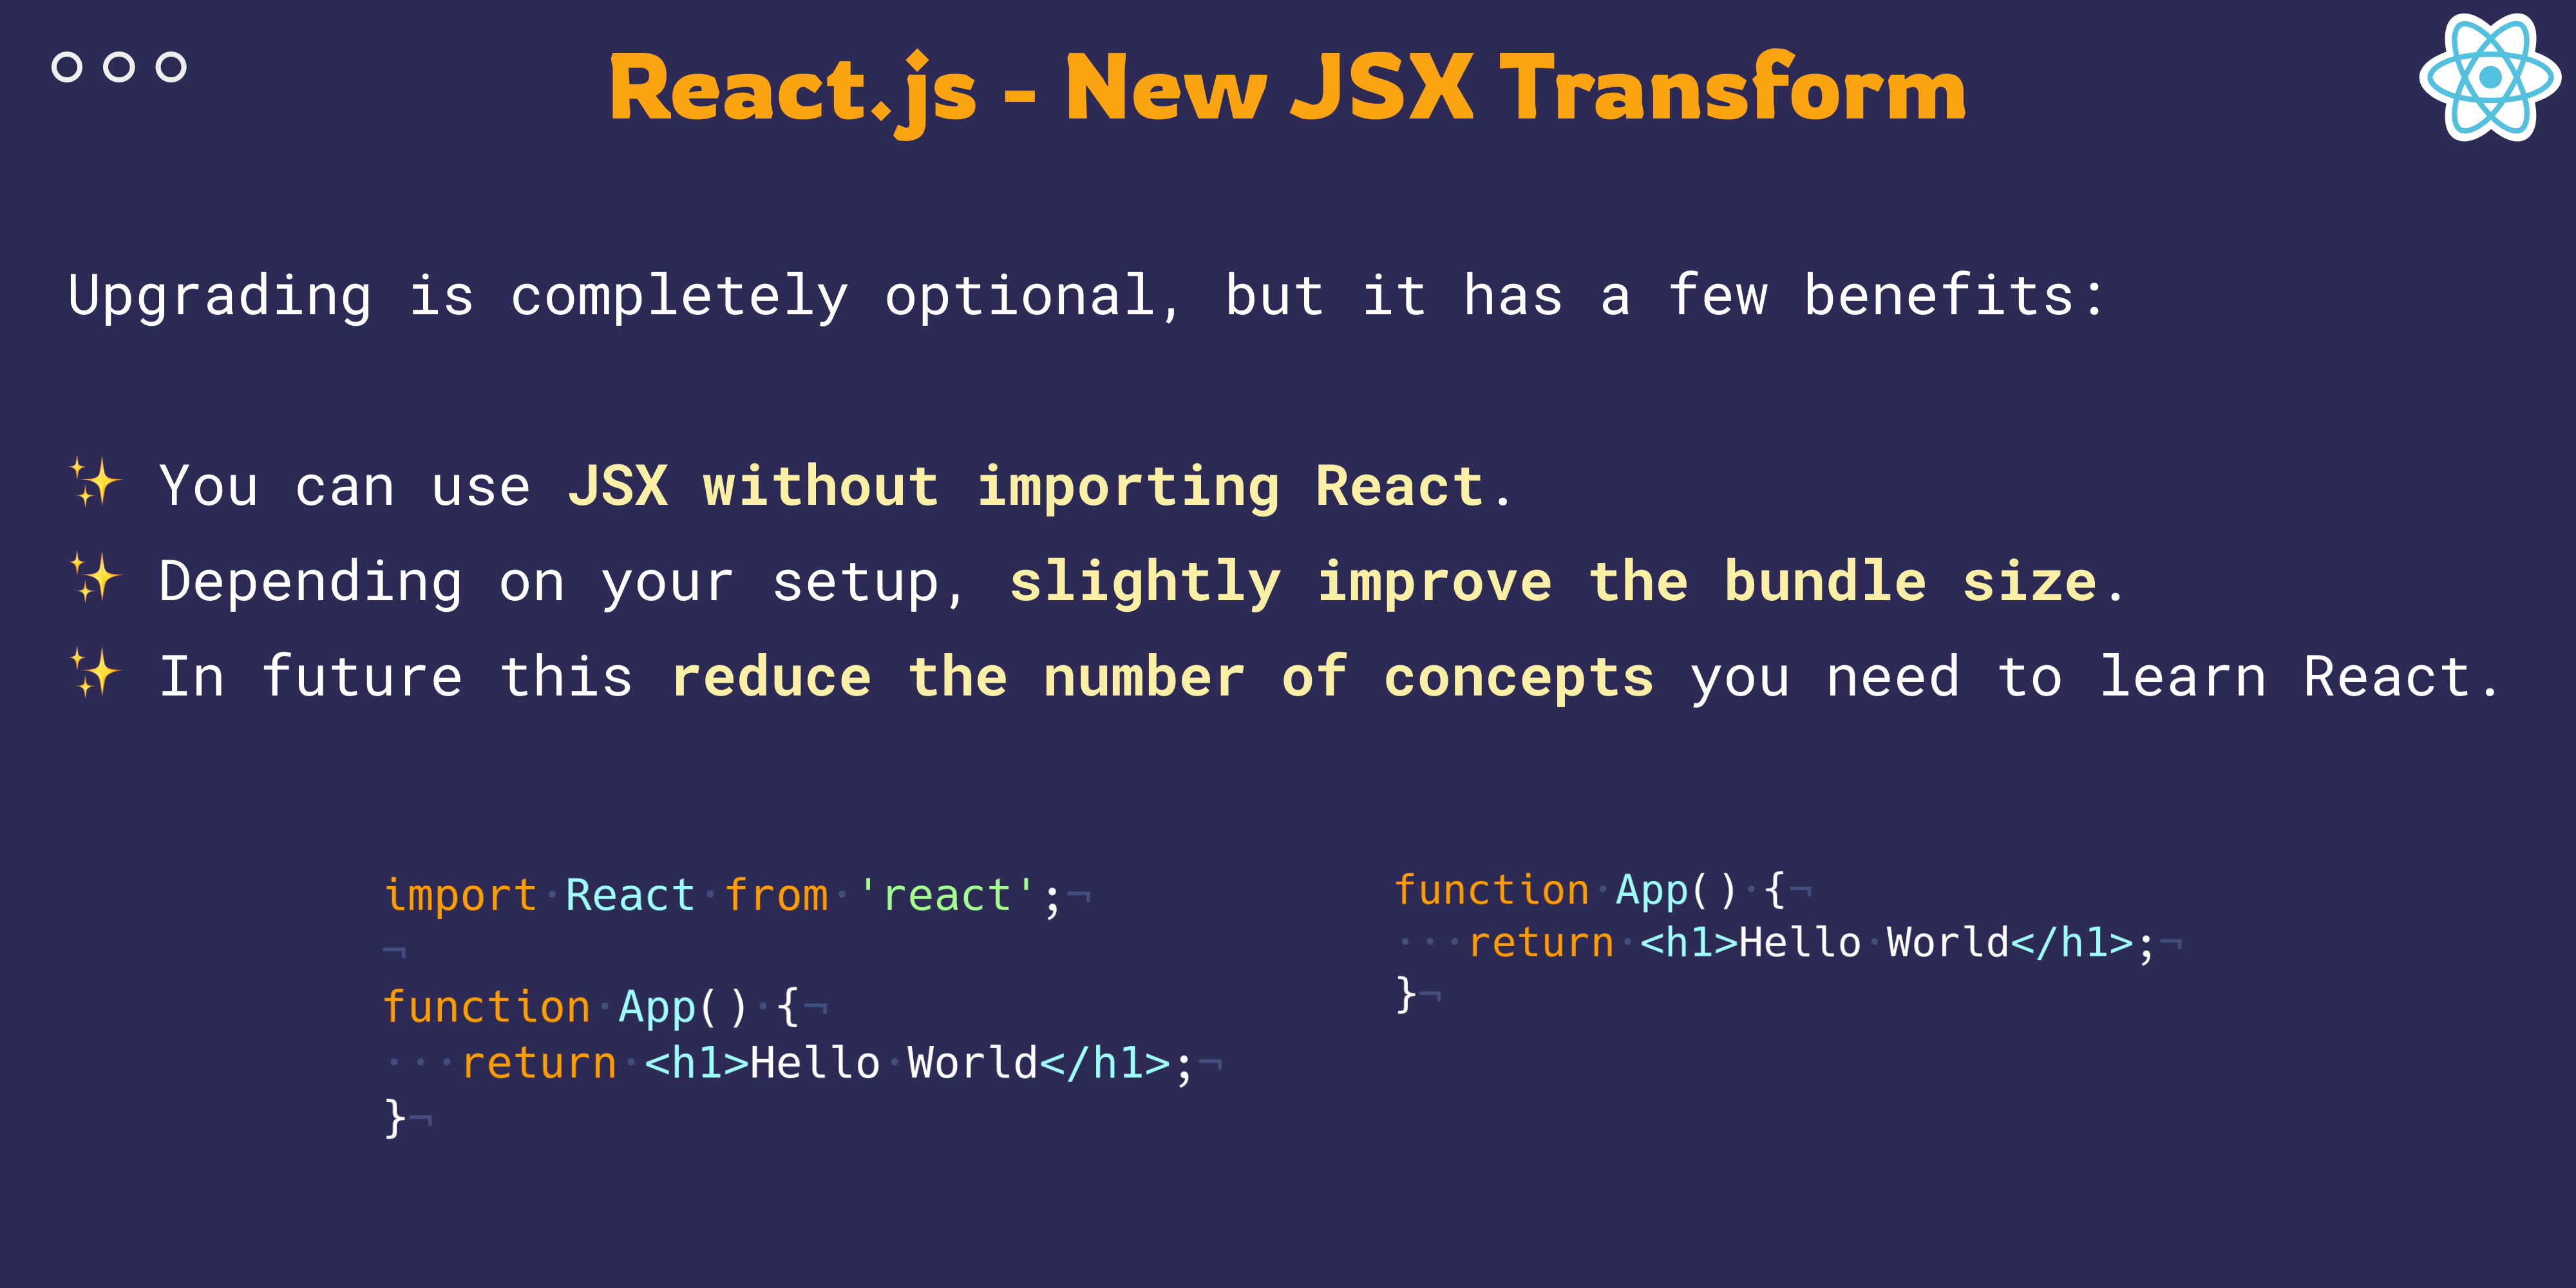 React.js - New JSX Transform
Upgrading is completely optional, but it has a few benefits:
✨ You can use JSX without importing React.
✨ Depending on your setup, slightly improve the bundle size.
✨ In future this reduce the number of concepts you need to learn React.
import·React·from·'react';¬
¬
function·App()·{¬
···return·<h1>Hello·World</h1>;¬
}¬
function·App()·{¬
···return·<h1>Hello·World</h1>;¬
}¬